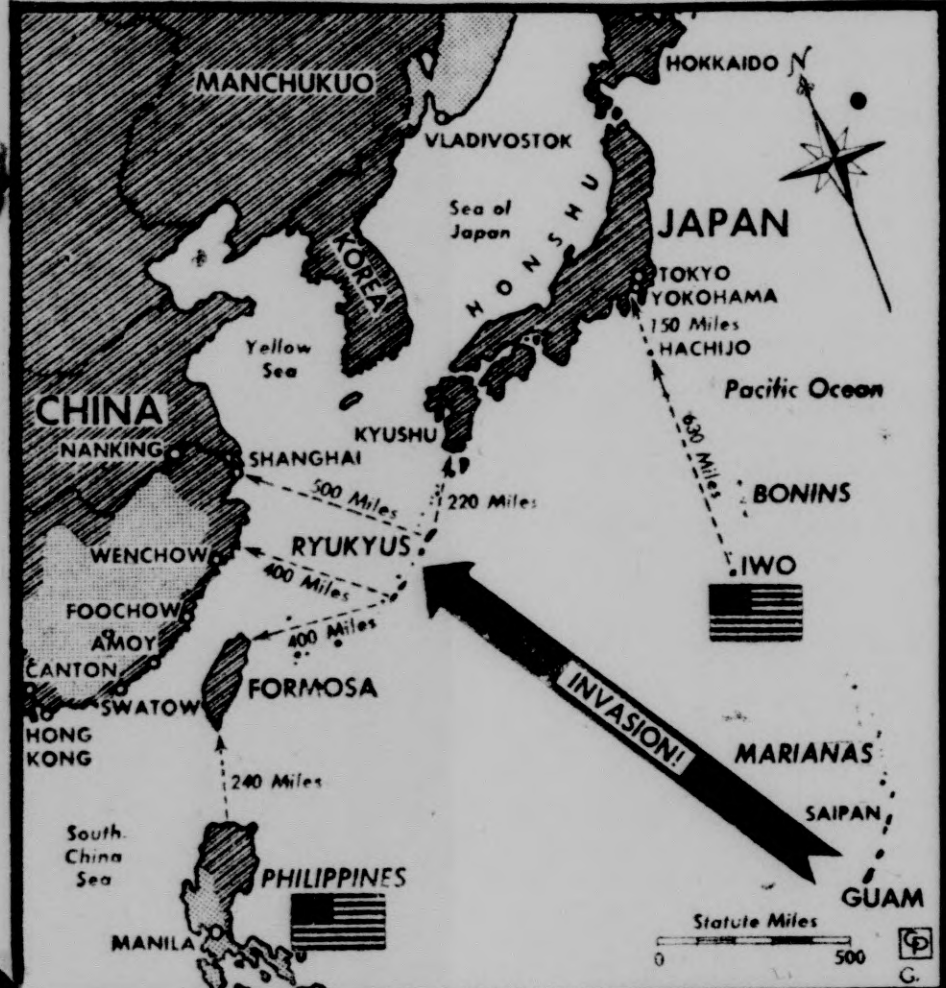 HOKKAIDO
N
MANCHUKUO
VLADIVOSTOK
Sea of
Japan
HONSHU
JAPAN
KOREA
TOKYO
YOKOHAMA
150 Miles
HACHIJO
Yellow
Sea
Pacific Ocean
CHINA
KYUSHU
NANKING
SHANGHAI
630 Miles
500 Miles
220 Miles
BONINS
RYUKYUS
WENCHOW
400 Miles
IWO
FOOCHOW
AMOY
400 Miles
CANTON
FORMOSA
SWATOW
INVASION!
HONG
KONG
MARIANAS
240 Miles
SAIPAN
South
China
Sea
PHILIPPINES
GUAM
Statute Miles
MANILA
0 500
CP
G.